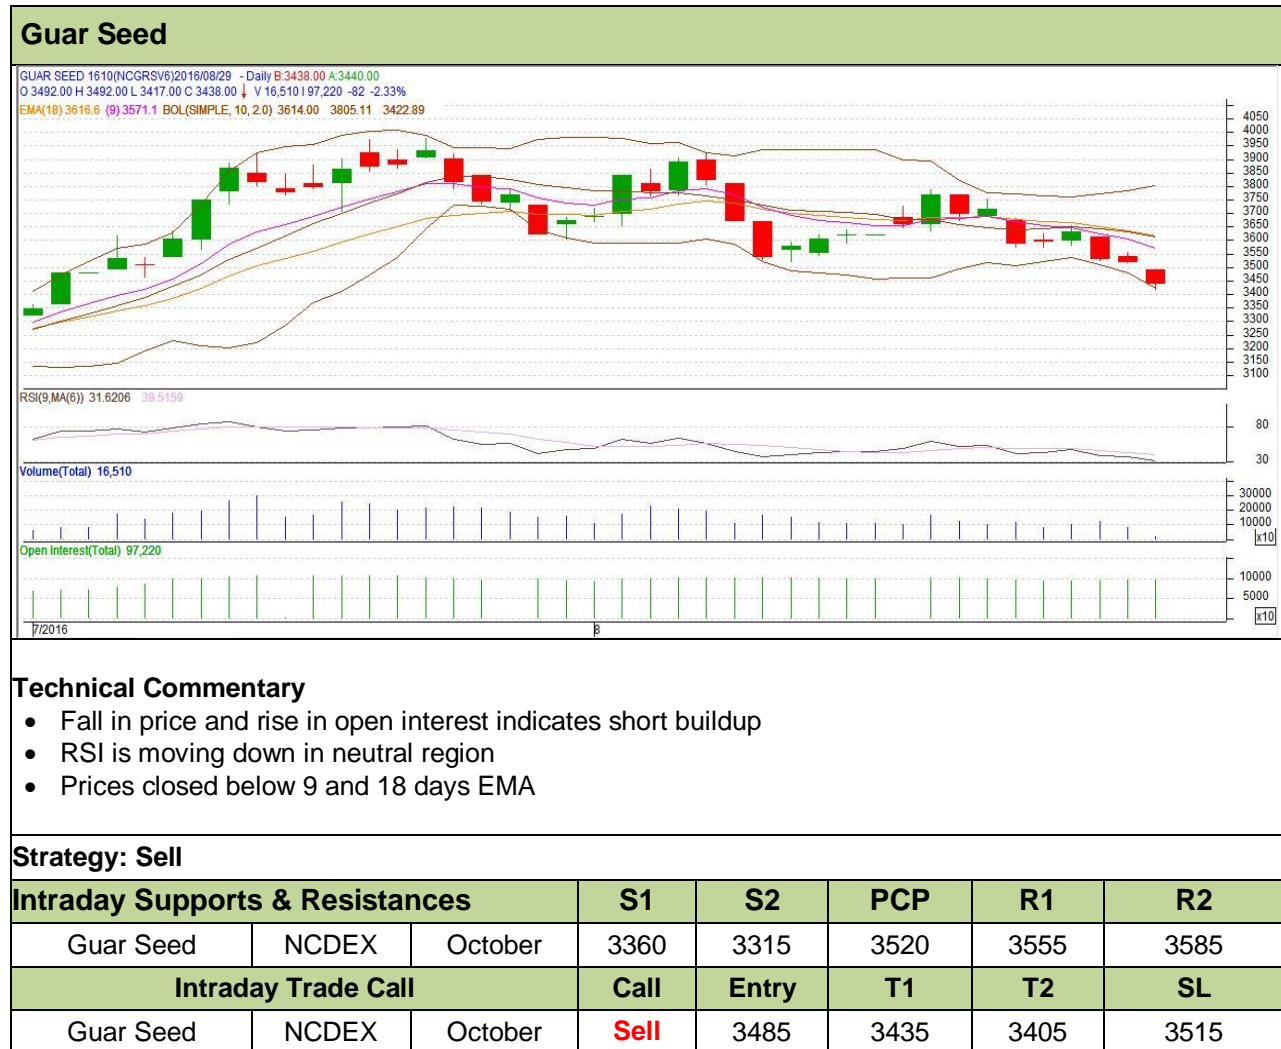 Guar Seed
GUAR SEED 1610(NCGRSV6)2016/08/29 - Daily B:3438.00 A:3440.00
O 3492.00 H 3492.00 L 3417.00 C 3438.00 ↓ V 16,510 I 97,220 -82 -2.33%
EMA(18) 3616.6 (9) 3571.1 BOL(SIMPLE, 10, 2.0) 3614.00 3805.11 3422.89
4050
4000
3950
3900
3850
3800
3750
3700
3650
3600
3550
3500
3450
3400
3350
3300
3250
3200
3150
3100
RSI(9,MA(6)) 31.6206 39.5159
80
30
Volume(Total) 16,510
30000
20000
10000
x10
Open Interest(Total) 97,220
10000
5000
x10
7/2016 8
Technical Commentary
• Fall in price and rise in open interest indicates short buildup
• RSI is moving down in neutral region
• Prices closed below 9 and 18 days EMA
Strategy: Sell
Intraday Supports & Resistances S1 S2 PCP R1 R2
Guar Seed NCDEX October 3360 3315 3520 3555 3585
Intraday Trade Call Call Entry T1 T2 SL
Guar Seed NCDEX October Sell 3485 3435 3405 3515